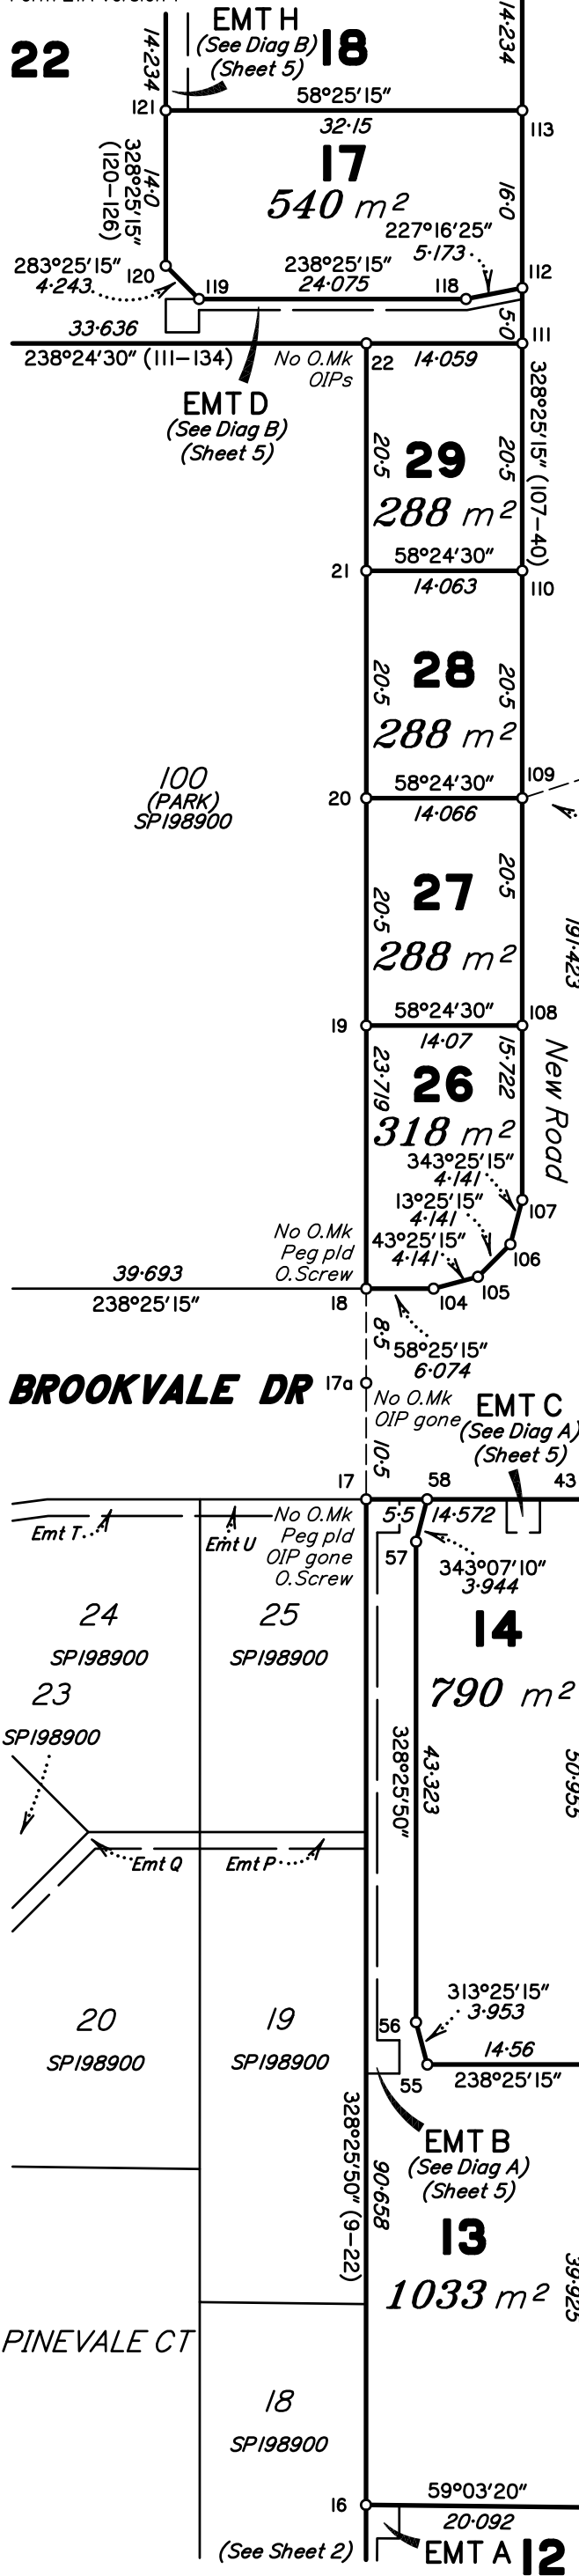 14·234
EMT H
(See Diag B)
(Sheet 5)
22
18
14·234
121
58°25'15"
32·15
113
17
540 m²
14·0
328°25'15"
(120-126)
16·0
227°16'25"
5·173
283°25'15"
4·243
120
119
238°25'15"
24·075
118
112
5·0
33·636
238°24'30" (111-134)
No O.Mk
OIPs
22
14·059
111
EMT D
(See Diag B)
(Sheet 5)
328°25'15" (107-40)
20·5
29
20·5
288 m²
21
58°24'30"
14·063
110
20·5
28
20·5
288 m²
100
(PARK)
SP198900
20
58°24'30"
14·066
109
20·5
27
20·5
288 m²
191·423
19
58°24'30"
14·07
108
23·719
26
15·722
New Road
318 m²
343°25'15"
4·141
13°25'15"
4·141
43°25'15"
4·141
107
106
105
104
No O.Mk
Peg pld
O.Screw
39·693
238°25'15"
18
8·5
58°25'15"
6·074
BROOKVALE DR
17a
No O.Mk
OIP gone
EMT C
(See Diag A)
(Sheet 5)
10·5
17
58
43
5·5
14·572
Emt T
Emt U
No O.Mk
Peg pld
OIP gone
O.Screw
57
343°07'10"
3·944
24
SP198900
25
SP198900
14
790 m²
23
SP198900
328°25'50"
43·323
50·955
Emt Q
Emt P
20
SP198900
19
SP198900
56
313°25'15"
3·953
14·56
55
238°25'15"
EMT B
(See Diag A)
(Sheet 5)
328°25'50" (9-22)
90·658
13
1033 m²
39·925
PINEVALE CT
18
SP198900
16
59°03'20"
20·092
(See Sheet 2)
EMT A
12